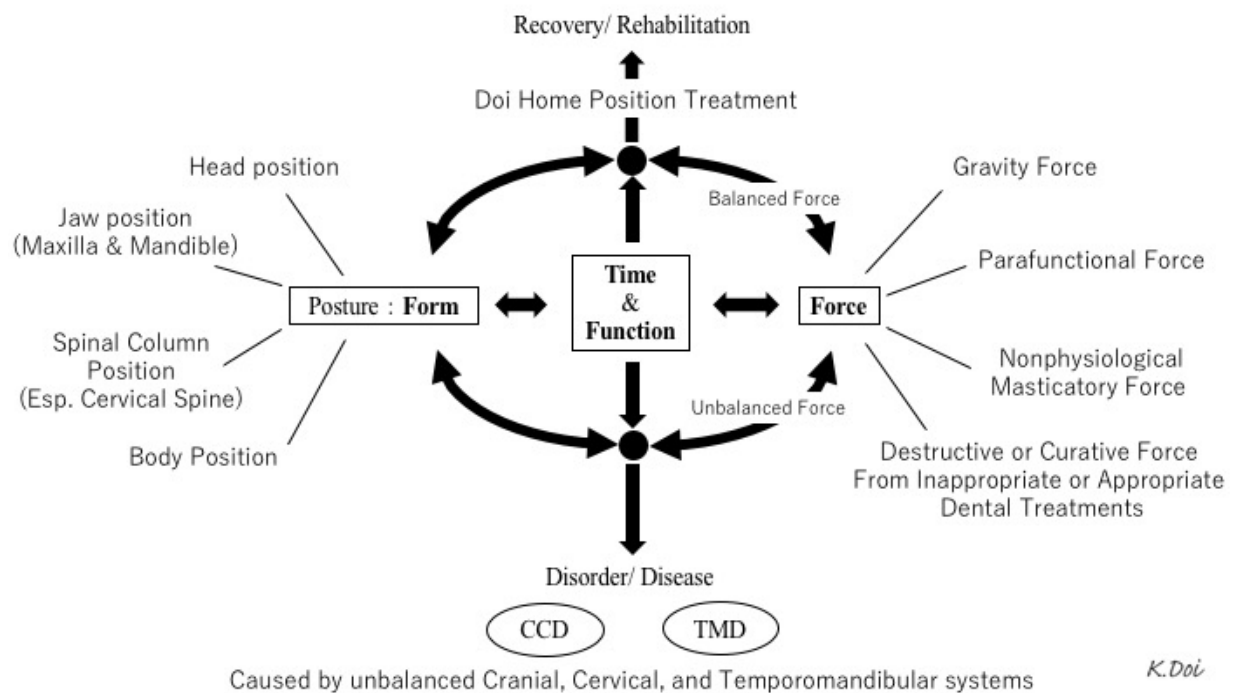 Recovery/ Rehabilitation
Doi Home Position Treatment
Head position
Jaw position
(Maxilla & Mandible)
Posture : Form
Spinal Column
Position
(Esp. Cervical Spine)
Body Position
Time
&
Function
Balanced Force
Unbalanced Force
Gravity Force
Parafunctional Force
Force
Nonphysiological
Masticatory Force
Destructive or Curative Force
From Inappropriate or Appropriate
Dental Treatments
Disorder/ Disease
CCD
TMD
Caused by unbalanced Cranial, Cervical, and Temporomandibular systems
K.Doi